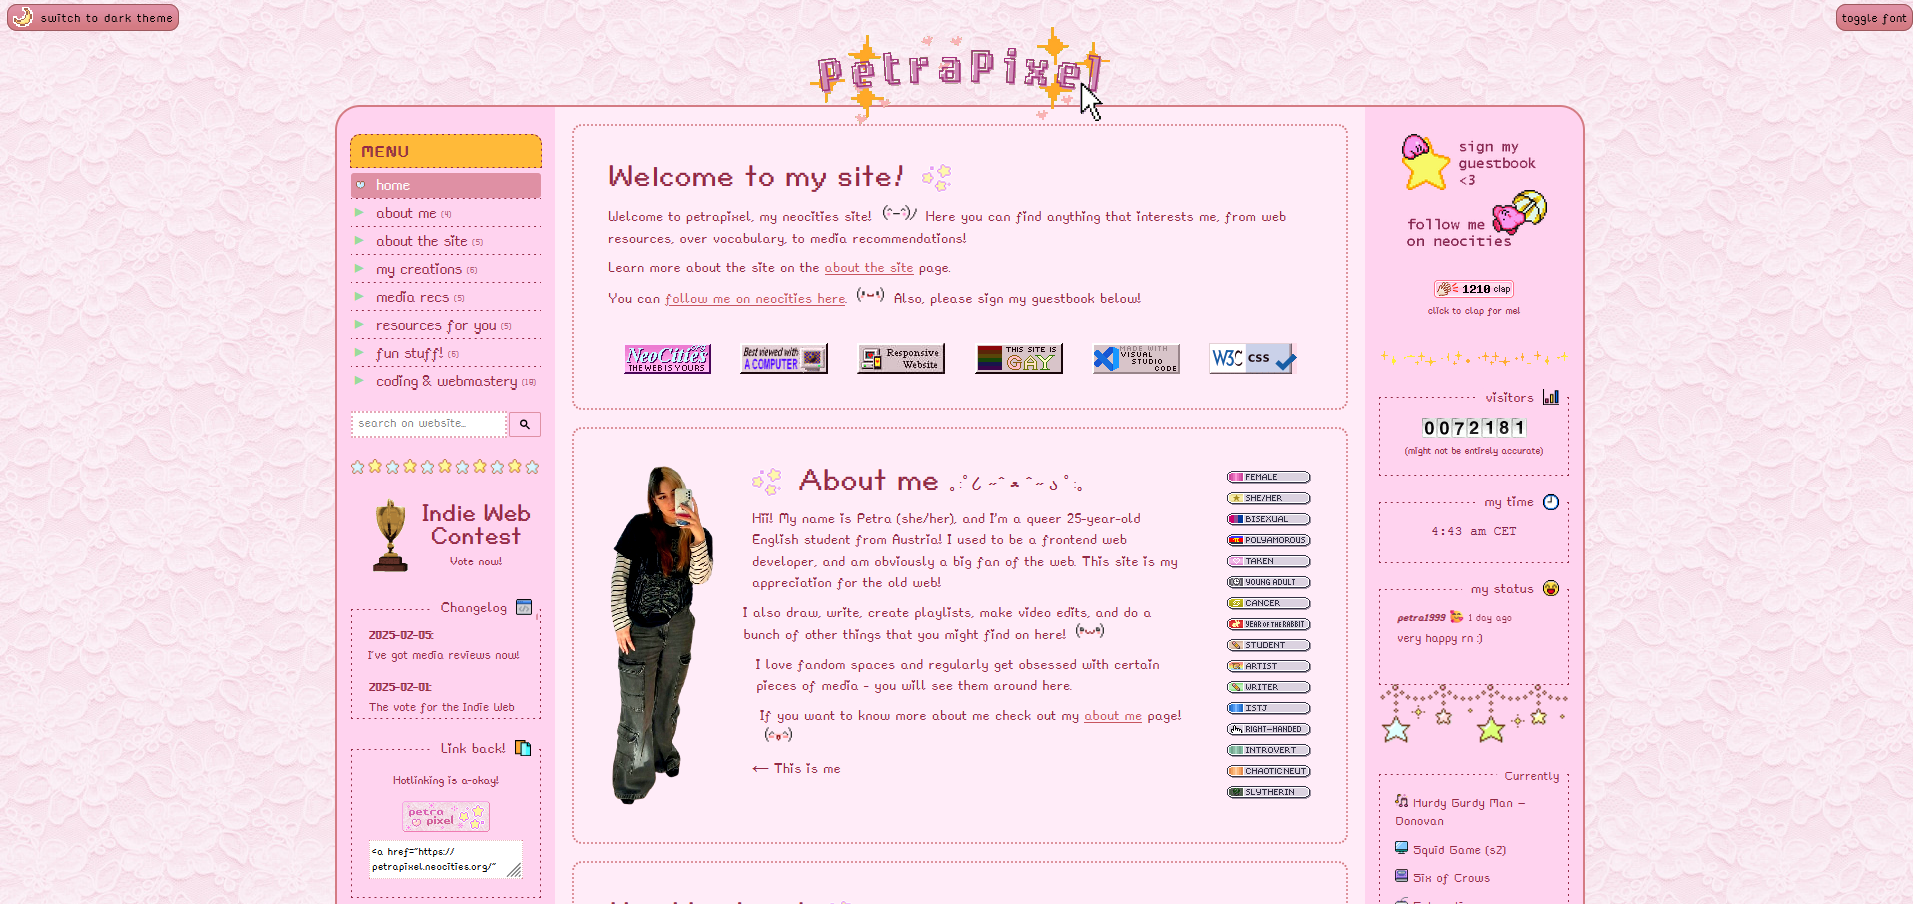 switch to dark theme
toggle font
petrapixel
MENU
home
about me (4)
about the site (5)
my creations (6)
media recs (5)
resources for you (5)
fun stuff! (6)
coding & webmastery (10)
search on website...
Indie Web
Contest
Vote now!
Changelog
2025-02-05:
I've got media reviews now!
2025-02-01:
The vote for the Indie Web
Link back!
Hotlinking is a-okay!
petra
pixel
<a href="https://
petrapixel.neocities.org/"
Welcome to my site!
Welcome to petrapixel, my neocities site! (^-^)/ Here you can find anything that interests me, from web
resources, over vocabulary, to media recommendations!
Learn more about the site on the about the site page.
You can follow me on neocities here. Also, please sign my guestbook below!
NeoCities
THE WEB IS YOURS
Best viewed with
A COMPUTER
Responsive
Website
THIS SITE IS
GAY
MADE WITH
VISUAL
STUDIO
CODE
W3C css
About me
Hii! My name is Petra (she/her), and I'm a queer 25-year-old
English student from Austria! I used to be a frontend web
developer, and am obviously a big fan of the web. This site is my
appreciation for the old web!
I also draw, write, create playlists, make video edits, and do a
bunch of other things that you might find on here!
I love fandom spaces and regularly get obsessed with certain
pieces of media - you will see them around here.
If you want to know more about me check out my about me page!
← This is me
FEMALE
SHE/HER
BISEXUAL
POLYAMOROUS
TAKEN
YOUNG ADULT
CANCER
YEAR OF THE RABBIT
STUDENT
ARTIST
WRITER
ISTJ
RIGHT-HANDED
INTROVERT
CHAOTIC NEUT
SLYTHERIN
sign my
guestbook
<3
follow me
on neocities
1210 clap
click to clap for me!
visitors
0072181
(might not be entirely accurate)
my time
4:43 am CET
my status
petra1999 1 day ago
very happy rn :)
Currently
Hurdy Gurdy Man –
Donovan
Squid Game (s2)
Six of Crows